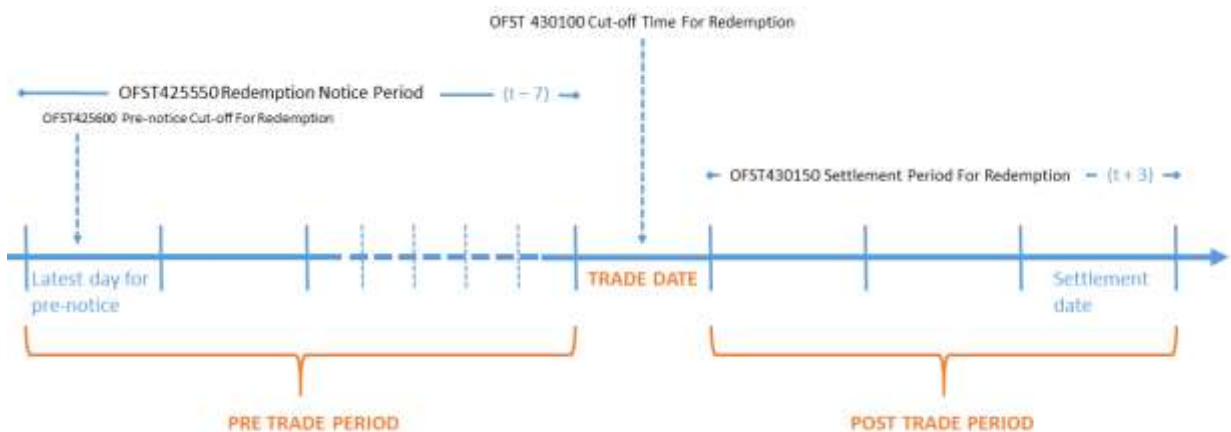 OFST 430100 Cut-off Time For Redemption
OFST425550 Redemption Notice Period (t – 7)
OFST425600 Pre-notice Cut-off For Redemption
OFST430150 Settlement Period For Redemption (t + 3)
Latest day for
pre-notice
TRADE DATE
Settlement
date
PRE TRADE PERIOD
POST TRADE PERIOD